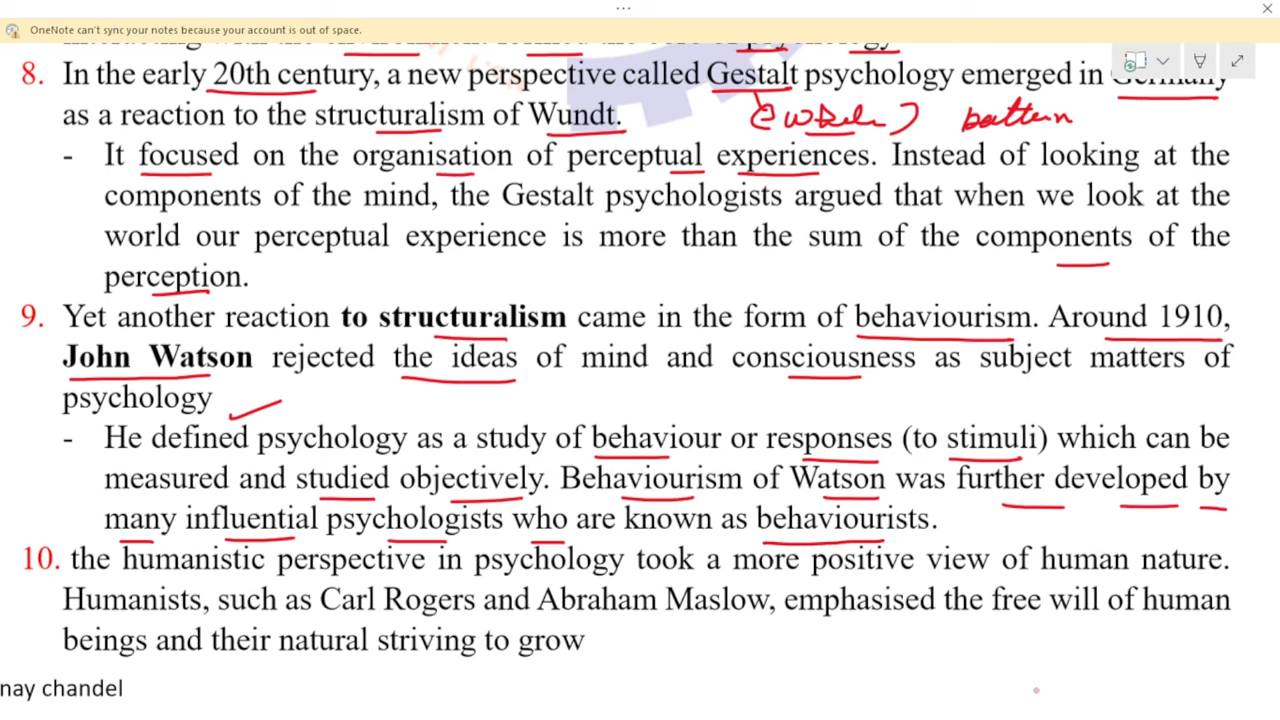 OneNote can't sync your notes because your account is out of space.
8. In the early 20th century, a new perspective called Gestalt psychology emerged in Germany
as a reaction to the structuralism of Wundt.
(whole) pattern
- It focused on the organisation of perceptual experiences. Instead of looking at the
components of the mind, the Gestalt psychologists argued that when we look at the
world our perceptual experience is more than the sum of the components of the
perception.
9. Yet another reaction to structuralism came in the form of behaviourism. Around 1910,
John Watson rejected the ideas of mind and consciousness as subject matters of
psychology
- He defined psychology as a study of behaviour or responses (to stimuli) which can be
measured and studied objectively. Behaviourism of Watson was further developed by
many influential psychologists who are known as behaviourists.
10. the humanistic perspective in psychology took a more positive view of human nature.
Humanists, such as Carl Rogers and Abraham Maslow, emphasised the free will of human
beings and their natural striving to grow
nay chandel